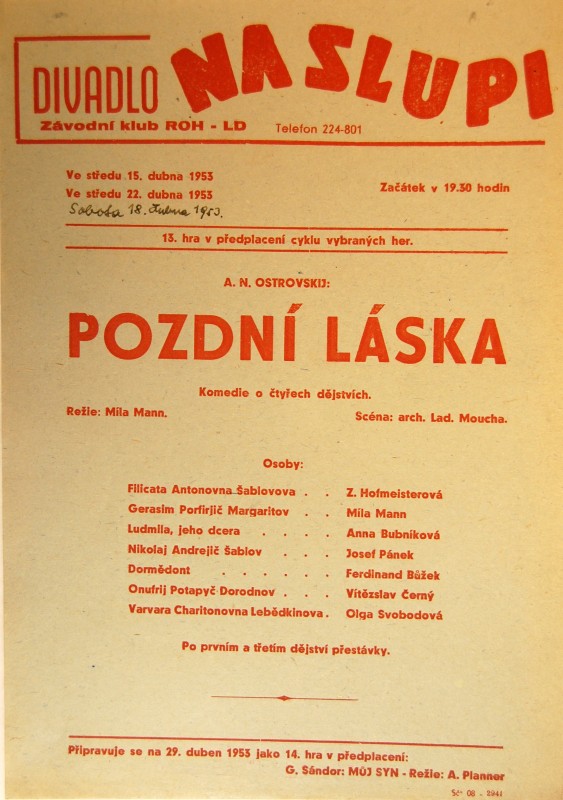 DIVADLO NA SLUPI
Závodní klub ROH - LD Telefon 224-801
Ve středu 15. dubna 1953
Ve středu 22. dubna 1953
Začátek v 19.30 hodin
Sobota 18. dubna 1953.
13. hra v předplacení cyklu vybraných her.
A. N. OSTROVSKIJ:
POZDNÍ LÁSKA
Komedie o čtyřech dějstvích.
Režie: Míla Mann.
Scéna: arch. Lad. Moucha.
Osoby:
Filicata Antonovna Šablovova . . Z. Hofmeisterová
Gerasim Porfirjič Margaritov . . Míla Mann
Ludmila, jeho dcera . . . . Anna Bubníková
Nikolaj Andrejič Šablov . . . Josef Pánek
Dormědont . . . . . . Ferdinand Bůžek
Onufrij Potapyč Dorodnov . . . Vítězslav Černý
Varvara Charitonovna Lebědkinova . Olga Svobodová
Po prvním a třetím dějství přestávky.
Připravuje se na 29. duben 1953 jako 14. hra v předplacení:
G. Sándor: MŮJ SYN - Režie: A. Planner